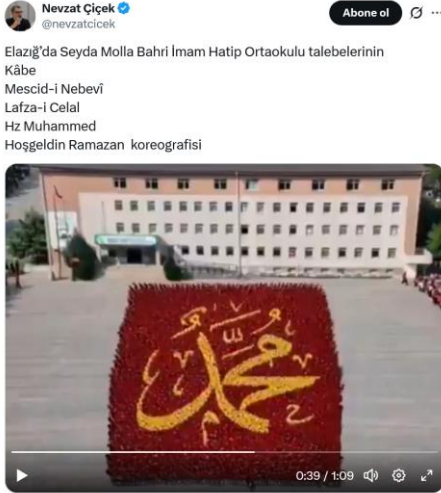 Nevzat Çiçek
Abone ol
@nevzatcicek
Elazığ'da Seyda Molla Bahri İmam Hatip Ortaokulu talebelerinin
Kâbe
Mescid-i Nebevî
Lafza-i Celal
Hz Muhammed
Hoşgeldin Ramazan koreografisi
محمد
0:39 / 1:09